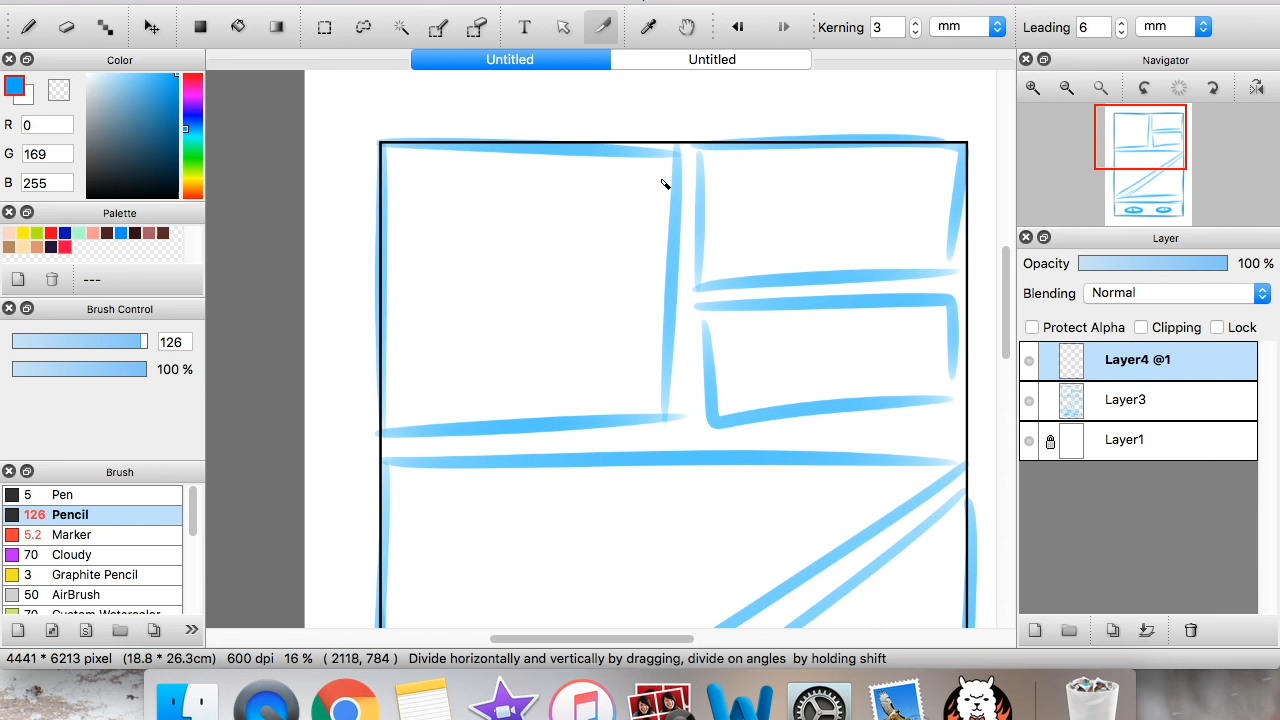 T Kerning 3 mm Leading 6 mm
Color Untitled Untitled Navigator
R 0
G 169
B 255
Palette
---
Layer
Opacity 100 %
Blending Normal
Brush Control
Protect Alpha Clipping Lock
126
100 %
Layer4 @1
Layer3
Layer1
Brush
5 Pen
126 Pencil
5.2 Marker
70 Cloudy
3 Graphite Pencil
50 AirBrush
70 Custom Watercolor
S
4441 * 6213 pixel (18.8 * 26.3cm) 600 dpi 16 % ( 2118, 784 ) Divide horizontally and vertically by dragging, divide on angles by holding shift
W